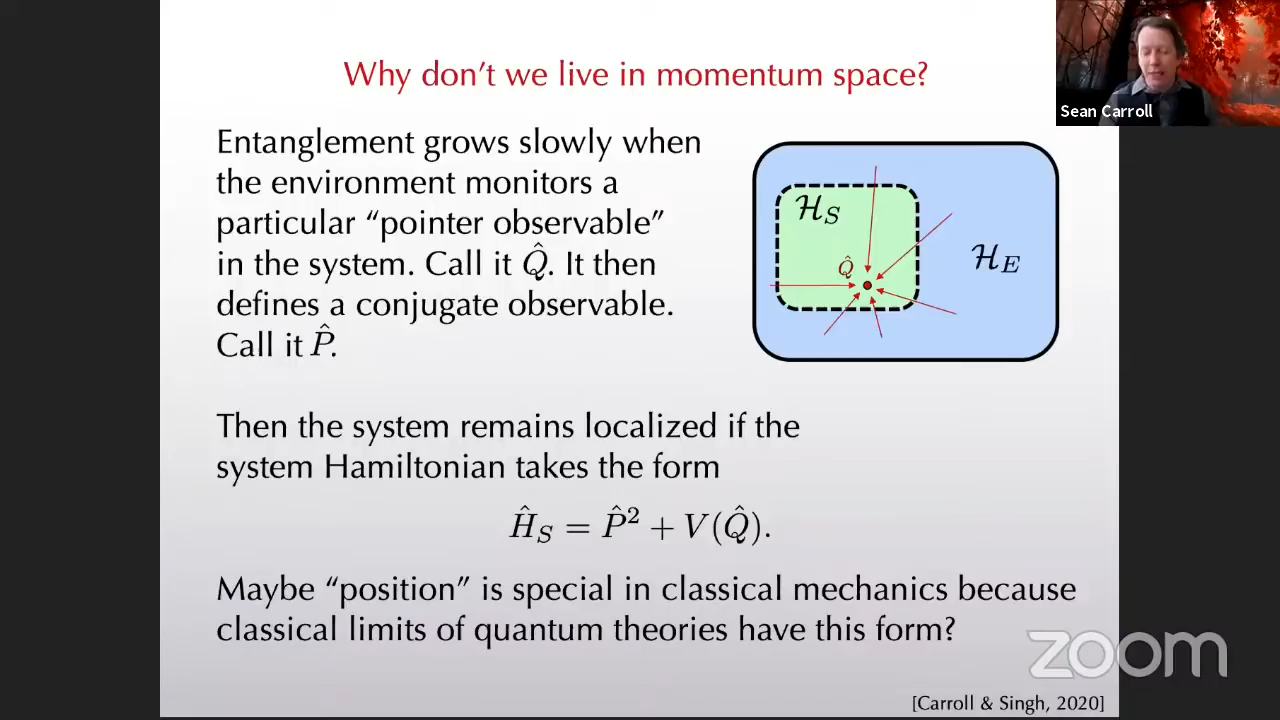 Why don't we live in momentum space?
Sean Carroll
Entanglement grows slowly when
the environment monitors a
particular “pointer observable”
in the system. Call it Q̂. It then
defines a conjugate observable.
Call it P̂.
ℋ_S
Q̂
ℋ_E
Then the system remains localized if the
system Hamiltonian takes the form
Ĥ_S = P̂² + V(Q̂).
Maybe “position” is special in classical mechanics because
classical limits of quantum theories have this form?
zoom
[Carroll & Singh, 2020]